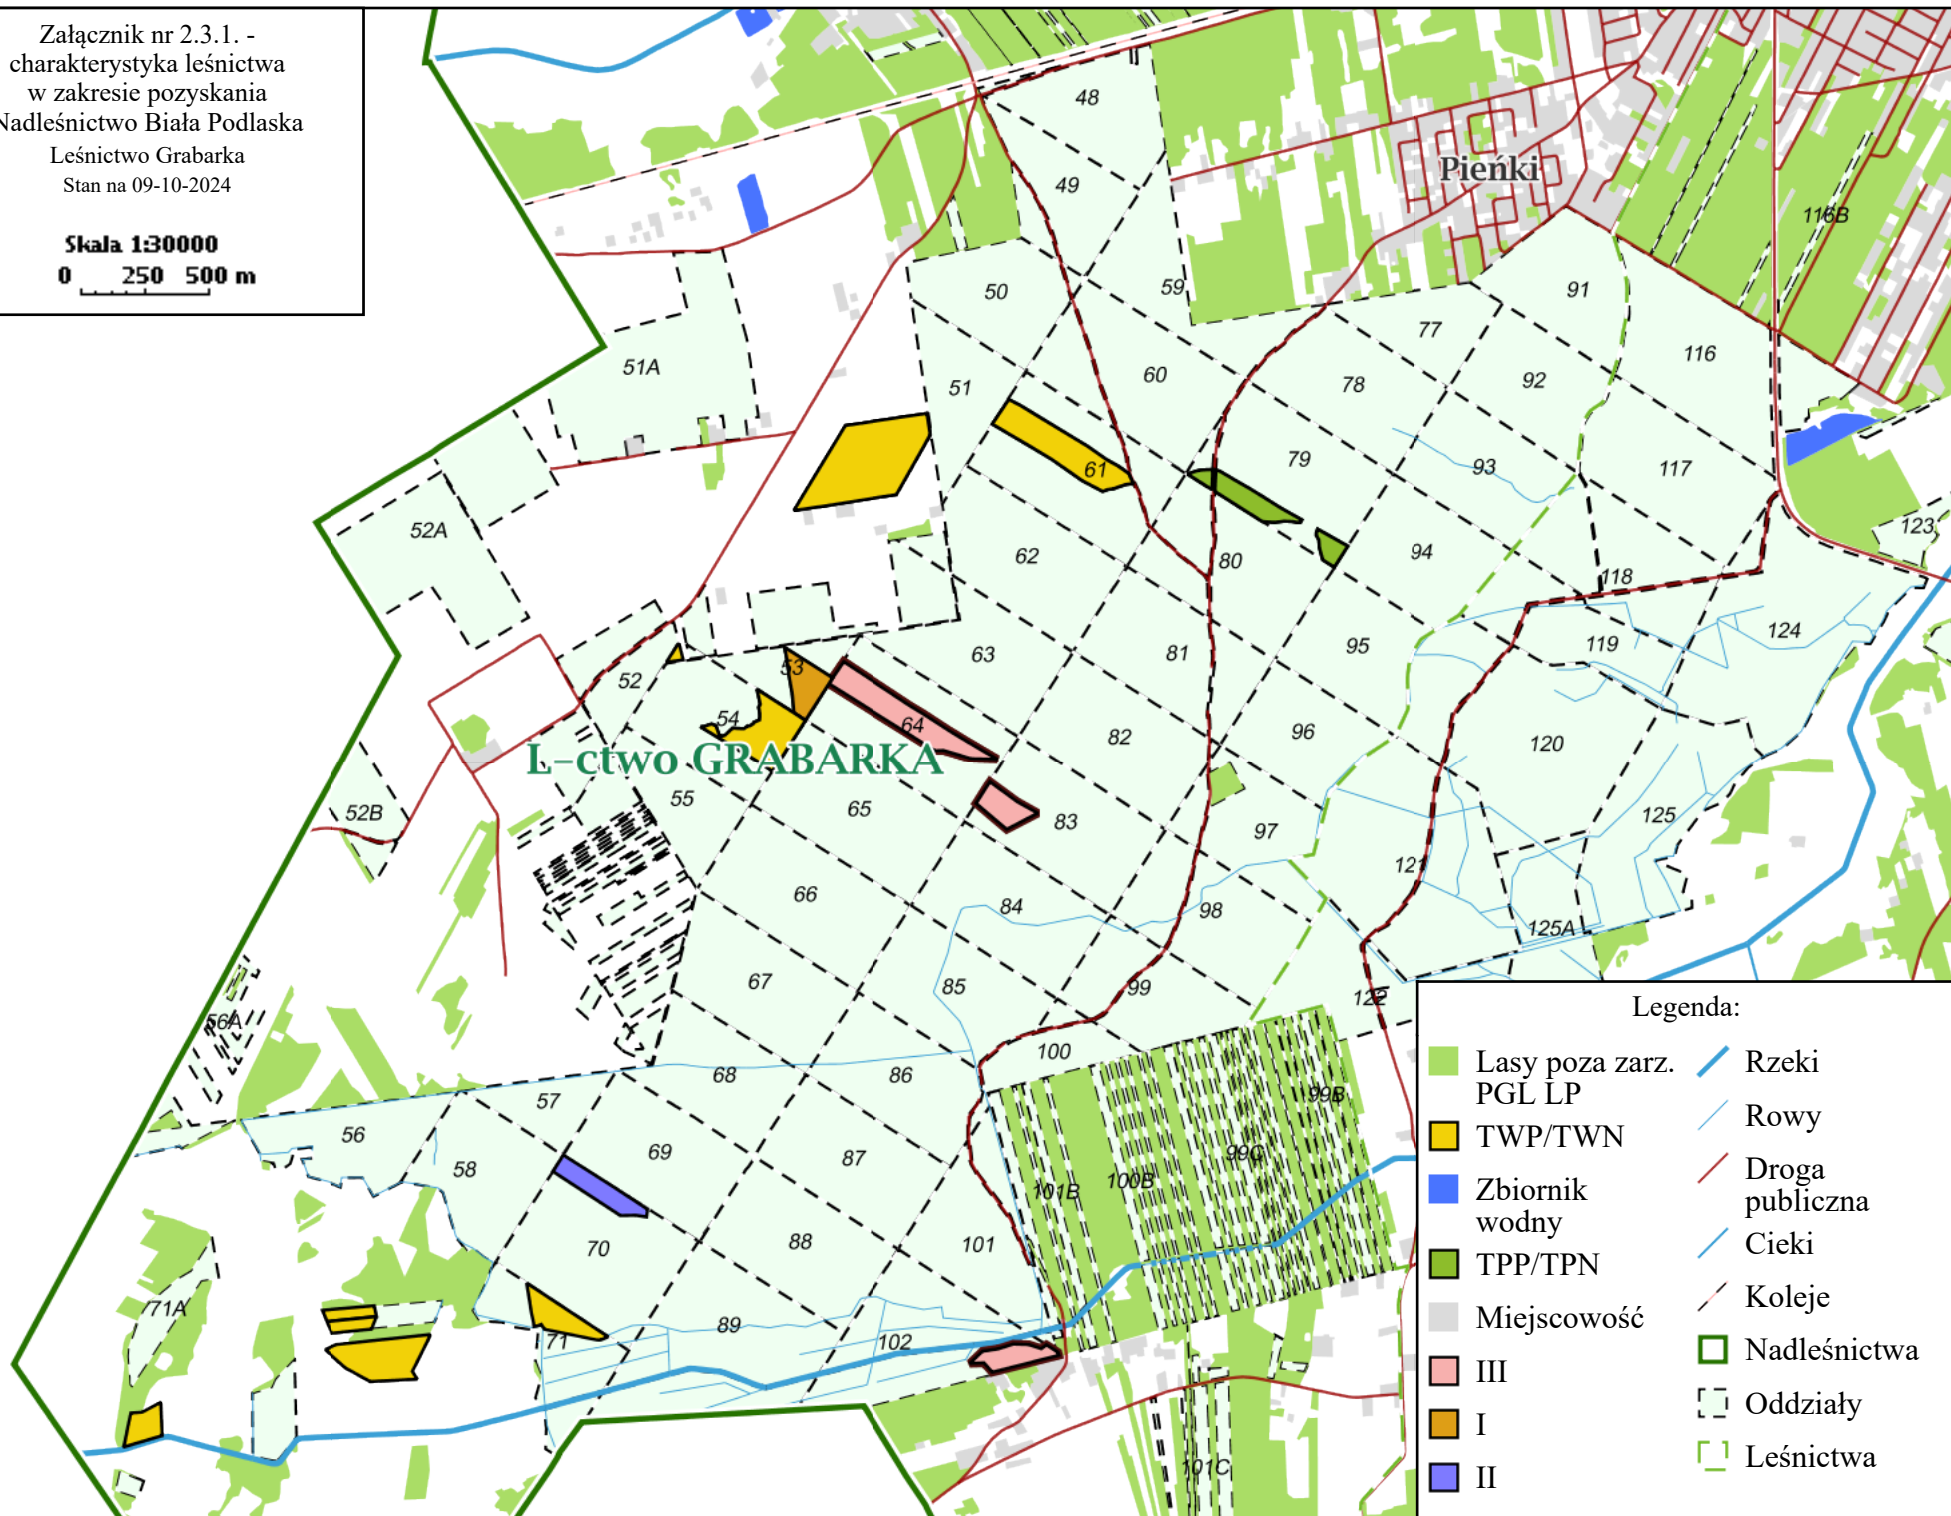 Załącznik nr 2.3.1. -
charakterystyka leśnictwa
w zakresie pozyskania
Nadleśnictwo Biała Podlaska
Leśnictwo Grabarka
Stan na 09-10-2024
Skala 1:30000
0 250 500 m
48
Pieńki
49
116B
50
59
91
77
116
51A
60
51
78
92
61
79
93
117
52A
123
62
80
94
118
63
81
95
119
124
53
52
54
64
82
96
120
L-ctwo GRABARKA
55
65
52B
83
97
125
121
66
84
98
125A
67
85
99
122
56A
100
68
86
57
99B
56
69
87
99C
58
100B
101B
70
88
101
71A
89
71
102
101C
Legenda:
Lasy poza zarz.
PGL LP
TWP/TWN
Zbiornik
wodny
TPP/TPN
Miejscowość
III
I
II
Rzeki
Rowy
Droga
publiczna
Cieki
Koleje
Nadleśnictwa
Oddziały
Leśnictwa